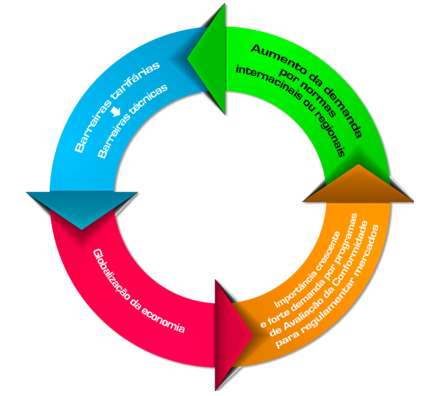 Aumento da demanda
por normas
internacinais ou regionais
Barreiras tarifárias
Barreiras técnicas
Globalização da economia
Importância crescente
e forte demanda por programas
de Avaliação da Conformidade
para regulamentar mercados